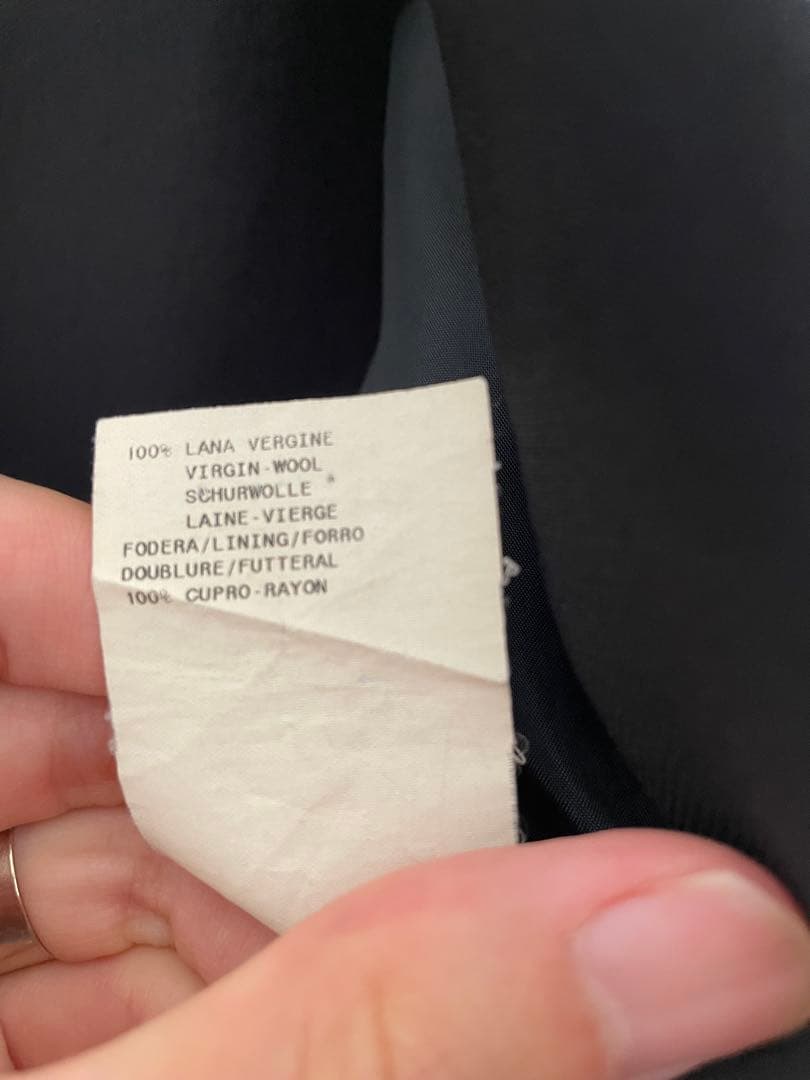 100% LANA VERGINE
VIRGIN-WOOL
SCHURWOLLE
LAINE-VIERGE
FODERA/LINING/FORRO
DOUBLURE/FUTTERAL
100% CUPRO-RAYON